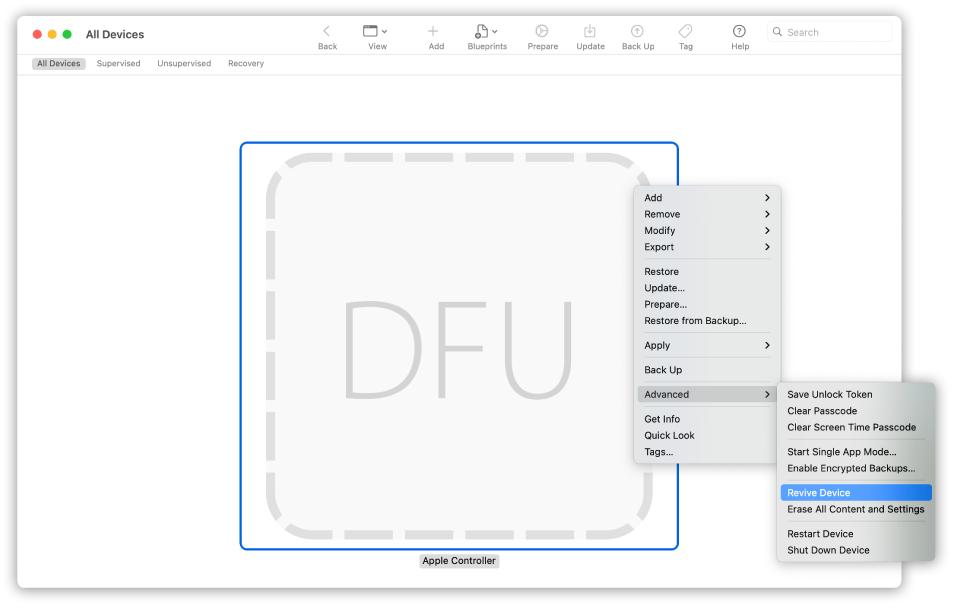 All Devices
Back
View
Add
Blueprints
Prepare
Update
Back Up
Tag
Help
Search
All Devices
Supervised
Unsupervised
Recovery
DFU
Apple Controller
Add
Remove
Modify
Export
Restore
Update...
Prepare...
Restore from Backup...
Apply
Back Up
Advanced
Get Info
Quick Look
Tags...
Save Unlock Token
Clear Passcode
Clear Screen Time Passcode
Start Single App Mode...
Enable Encrypted Backups...
Revive Device
Erase All Content and Settings
Restart Device
Shut Down Device